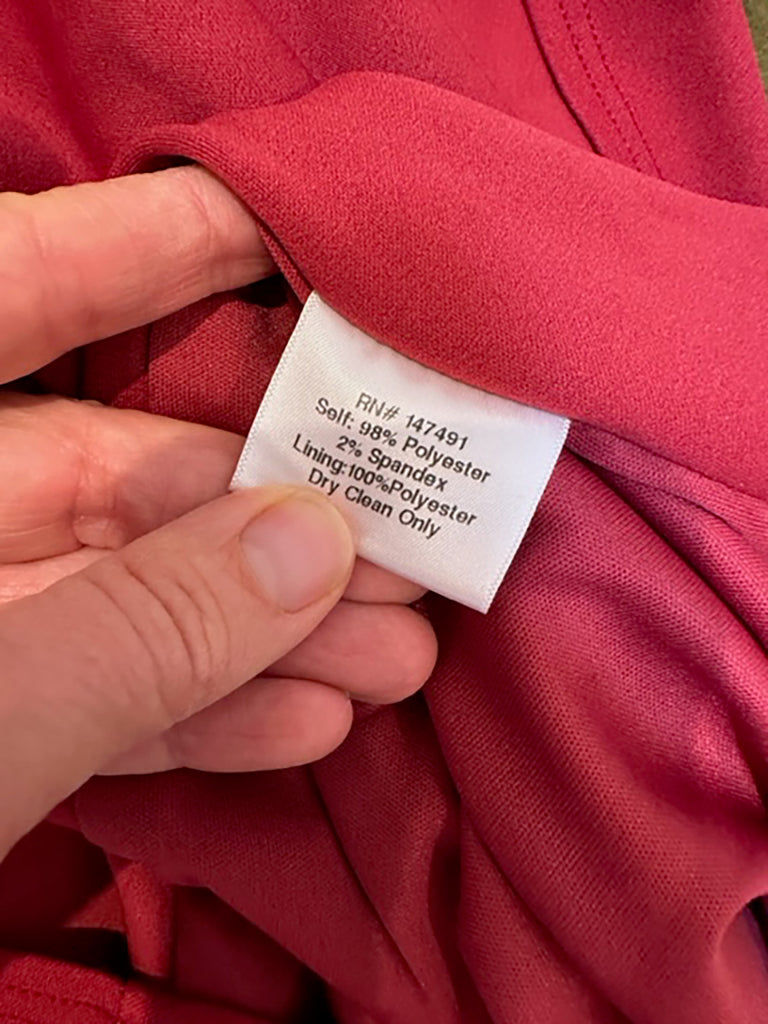 RN# 147491
Self: 98% Polyester
2% Spandex
Lining:100%Polyester
Dry Clean Only